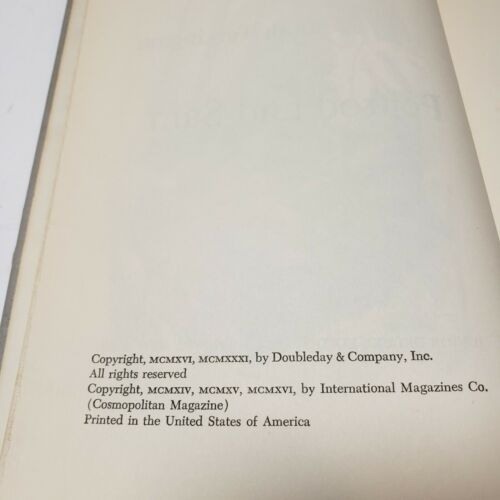 Copyright, MCMXVI, MCMXXXI, by Doubleday & Company, Inc.
All rights reserved
Copyright, MCMXIV, MCMXV, MCMXVI, by International Magazines Co.
(Cosmopolitan Magazine)
Printed in the United States of America